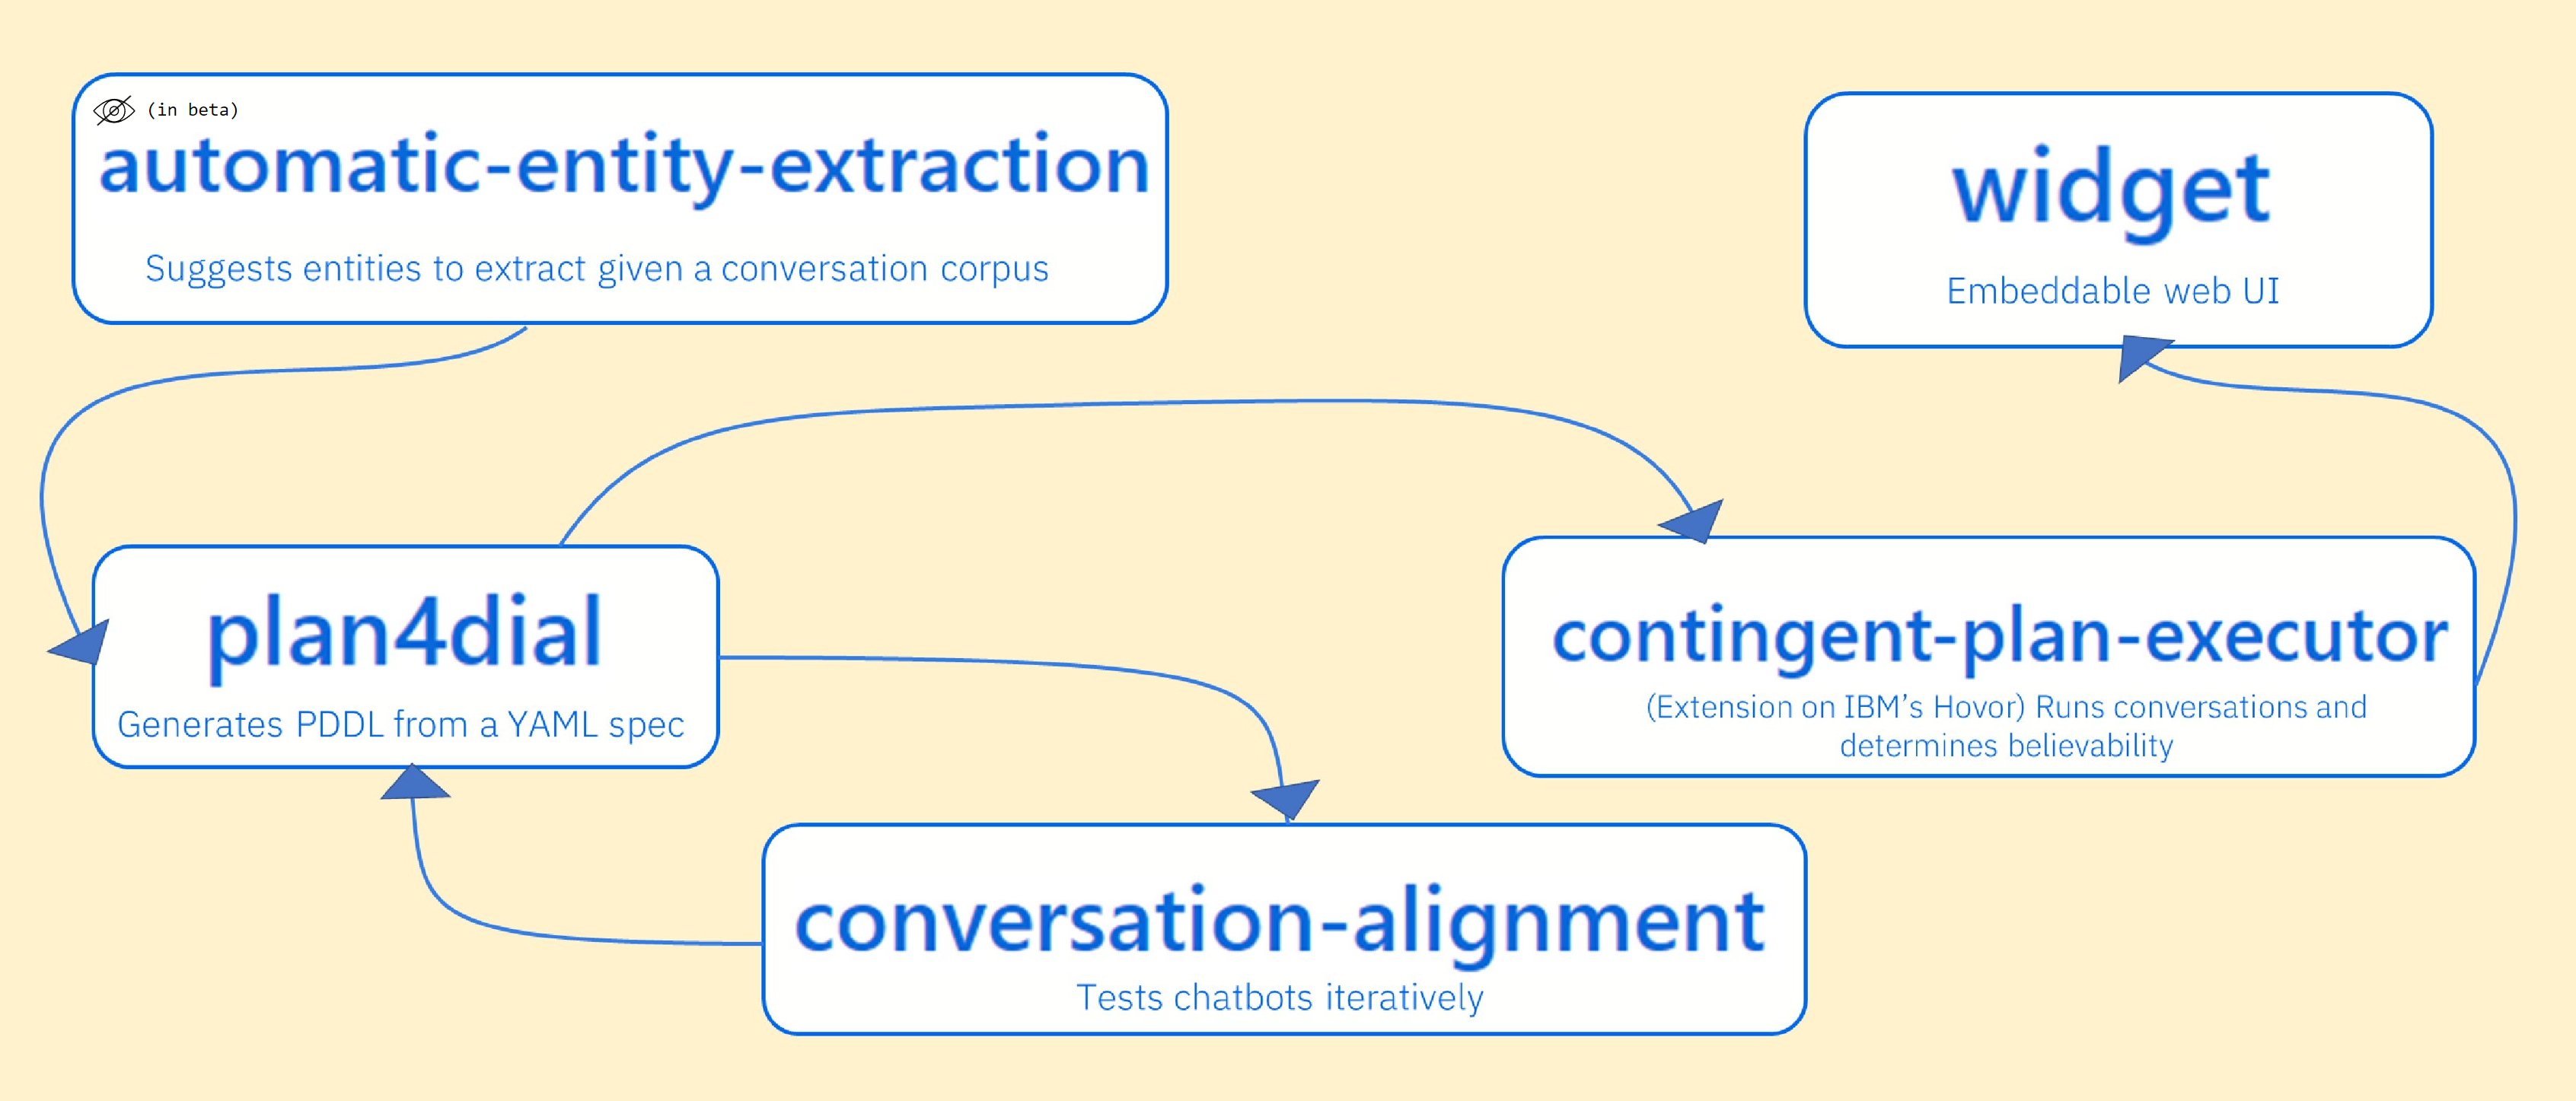 (in beta)
automatic-entity-extraction
Suggests entities to extract given a conversation corpus
widget
Embeddable web UI
plan4dial
Generates PDDL from a YAML spec
contingent-plan-executor
(Extension on IBM’s Hovor) Runs conversations and
determines believability
conversation-alignment
Tests chatbots iteratively